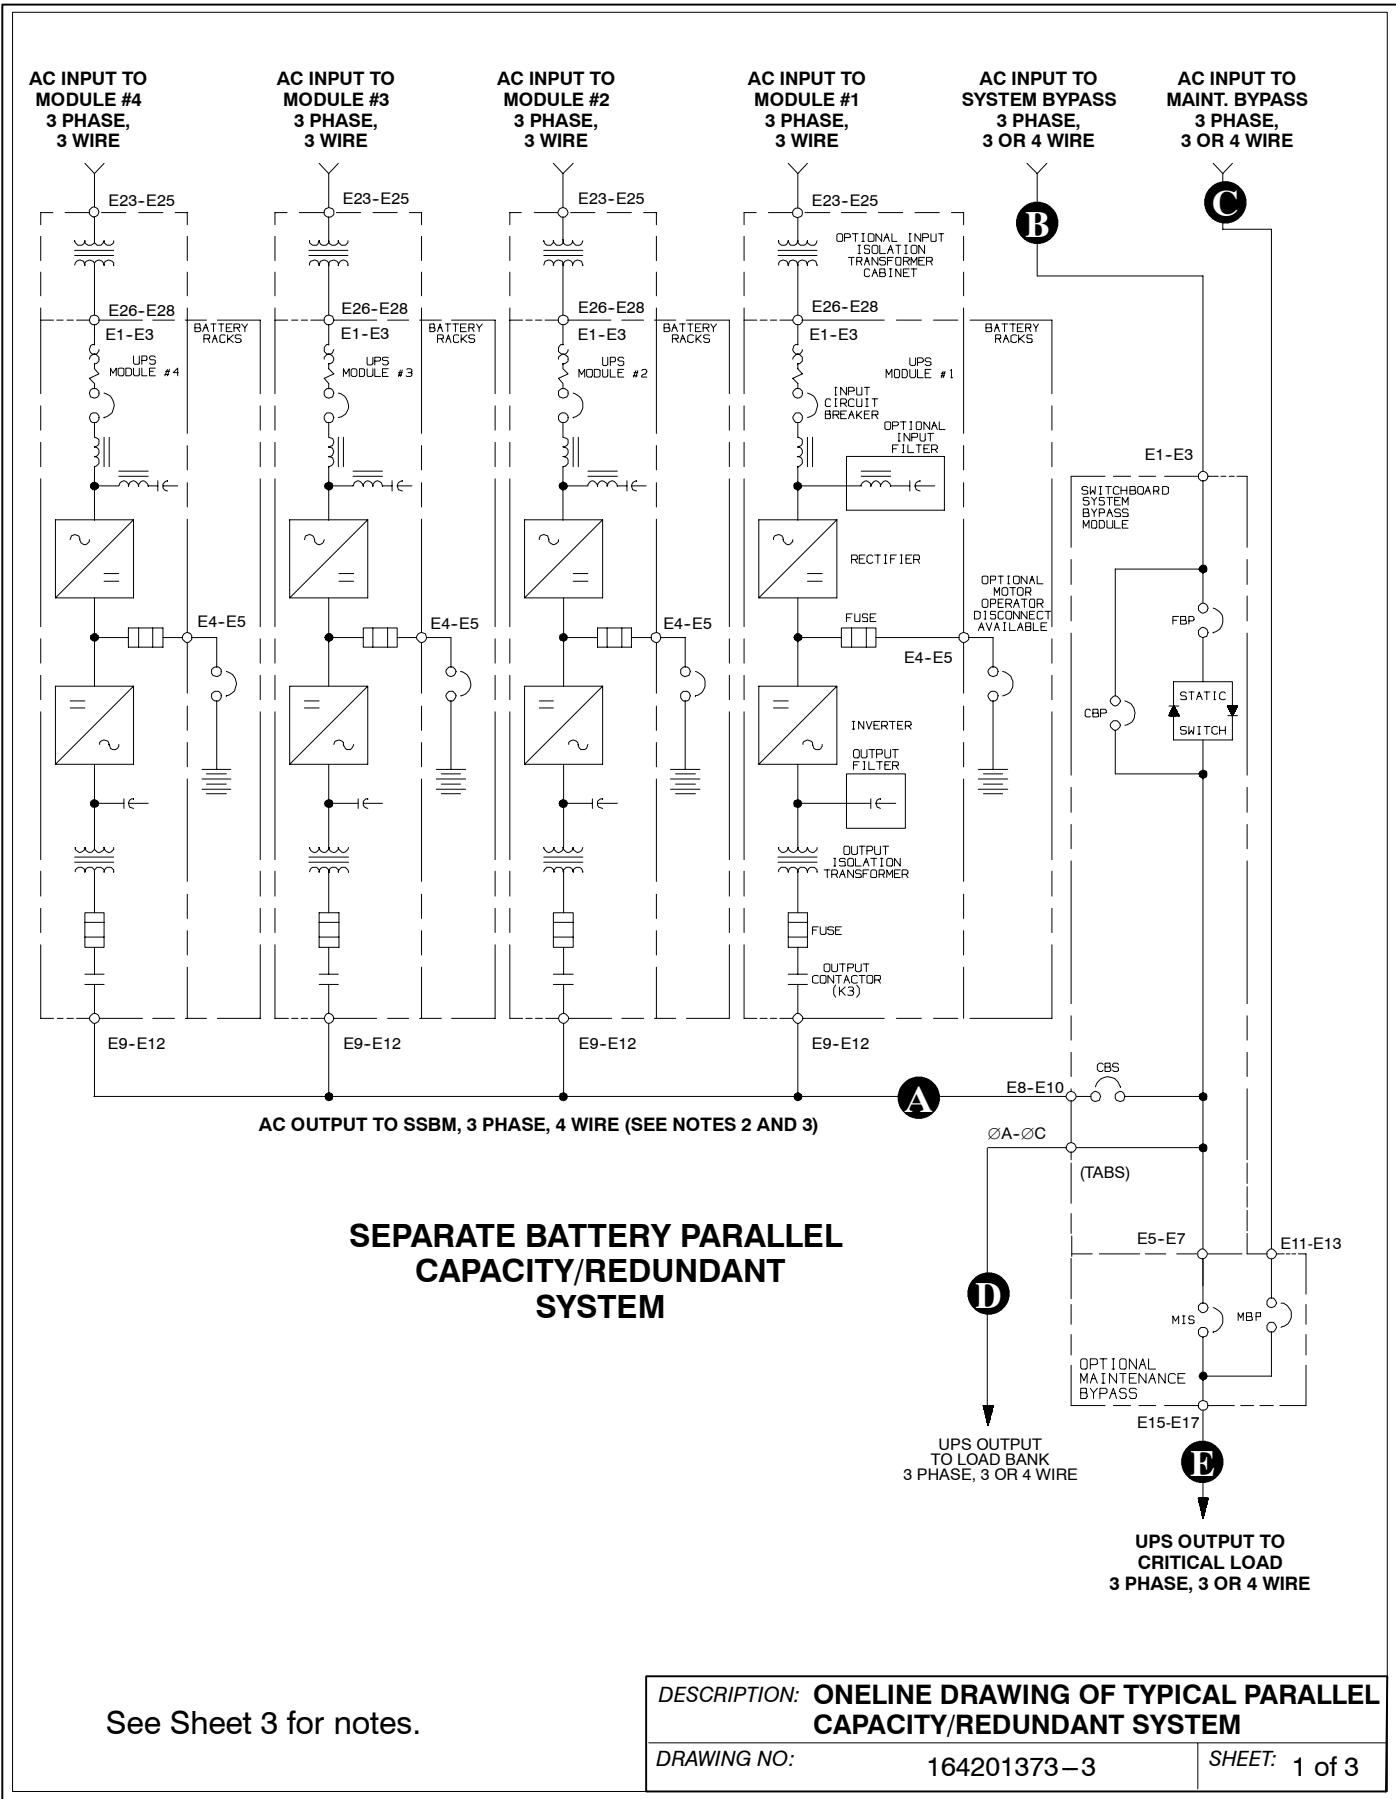 AC INPUT TO
MODULE #4
3 PHASE,
3 WIRE
AC INPUT TO
MODULE #3
3 PHASE,
3 WIRE
AC INPUT TO
MODULE #2
3 PHASE,
3 WIRE
AC INPUT TO
MODULE #1
3 PHASE,
3 WIRE
AC INPUT TO
SYSTEM BYPASS
3 PHASE,
3 OR 4 WIRE
AC INPUT TO
MAINT. BYPASS
3 PHASE,
3 OR 4 WIRE
B
C
E23-E25
E26-E28
E1-E3
BATTERY
RACKS
UPS
MODULE #4
E4-E5
E9-E12
E23-E25
E26-E28
E1-E3
BATTERY
RACKS
UPS
MODULE #3
E4-E5
E9-E12
E23-E25
E26-E28
E1-E3
BATTERY
RACKS
UPS
MODULE #2
E4-E5
E9-E12
E23-E25
OPTIONAL INPUT
ISOLATION
TRANSFORMER
CABINET
E26-E28
E1-E3
BATTERY
RACKS
UPS
MODULE #1
INPUT
CIRCUIT
BREAKER
OPTIONAL
INPUT
FILTER
RECTIFIER
OPTIONAL
MOTOR
OPERATOR
DISCONNECT
AVAILABLE
FUSE
E4-E5
INVERTER
OUTPUT
FILTER
OUTPUT
ISOLATION
TRANSFORMER
FUSE
OUTPUT
CONTACTOR
(K3)
E9-E12
E1-E3
SWITCHBOARD
SYSTEM
BYPASS
MODULE
FBP
CBP
STATIC
SWITCH
A
E8-E10
CBS
AC OUTPUT TO SSBM, 3 PHASE, 4 WIRE (SEE NOTES 2 AND 3)
∅A-∅C
(TABS)
SEPARATE BATTERY PARALLEL
CAPACITY/REDUNDANT
SYSTEM
E5-E7
E11-E13
D
MIS
MBP
OPTIONAL
MAINTENANCE
BYPASS
E15-E17
UPS OUTPUT
TO LOAD BANK
3 PHASE, 3 OR 4 WIRE
E
UPS OUTPUT TO
CRITICAL LOAD
3 PHASE, 3 OR 4 WIRE
See Sheet 3 for notes.
DESCRIPTION: ONELINE DRAWING OF TYPICAL PARALLEL
CAPACITY/REDUNDANT SYSTEM
DRAWING NO: 164201373−3
SHEET: 1 of 3